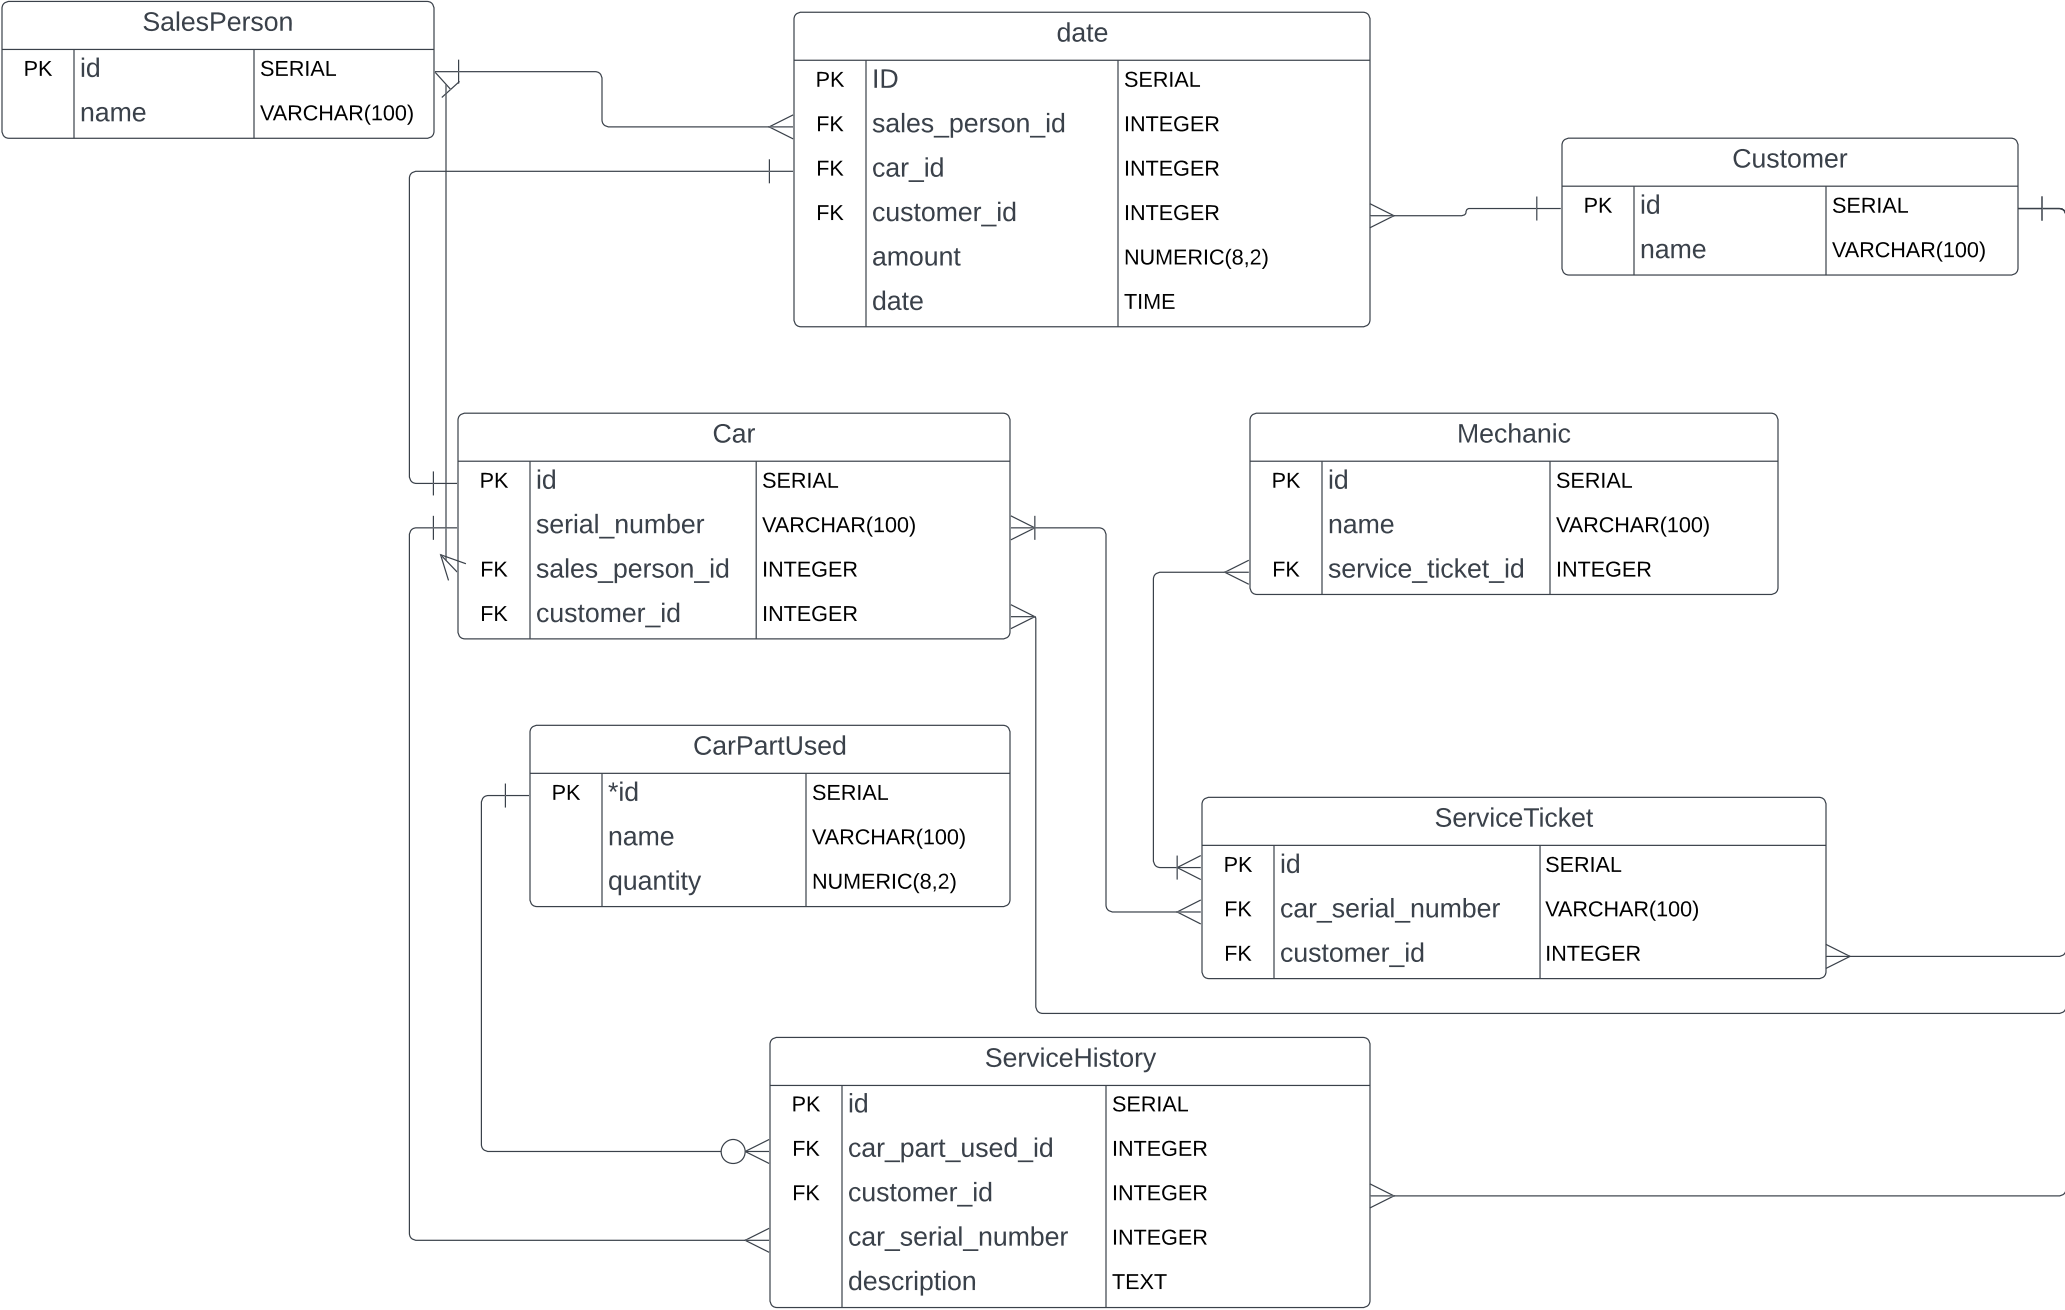 SalesPerson
PK id SERIAL
name VARCHAR(100)
date
PK ID SERIAL
FK sales_person_id INTEGER
FK car_id INTEGER
FK customer_id INTEGER
amount NUMERIC(8,2)
date TIME
Customer
PK id SERIAL
name VARCHAR(100)
Car
PK id SERIAL
serial_number VARCHAR(100)
FK sales_person_id INTEGER
FK customer_id INTEGER
Mechanic
PK id SERIAL
name VARCHAR(100)
FK service_ticket_id INTEGER
CarPartUsed
PK *id SERIAL
name VARCHAR(100)
quantity NUMERIC(8,2)
ServiceTicket
PK id SERIAL
FK car_serial_number VARCHAR(100)
FK customer_id INTEGER
ServiceHistory
PK id SERIAL
FK car_part_used_id INTEGER
FK customer_id INTEGER
car_serial_number INTEGER
description TEXT